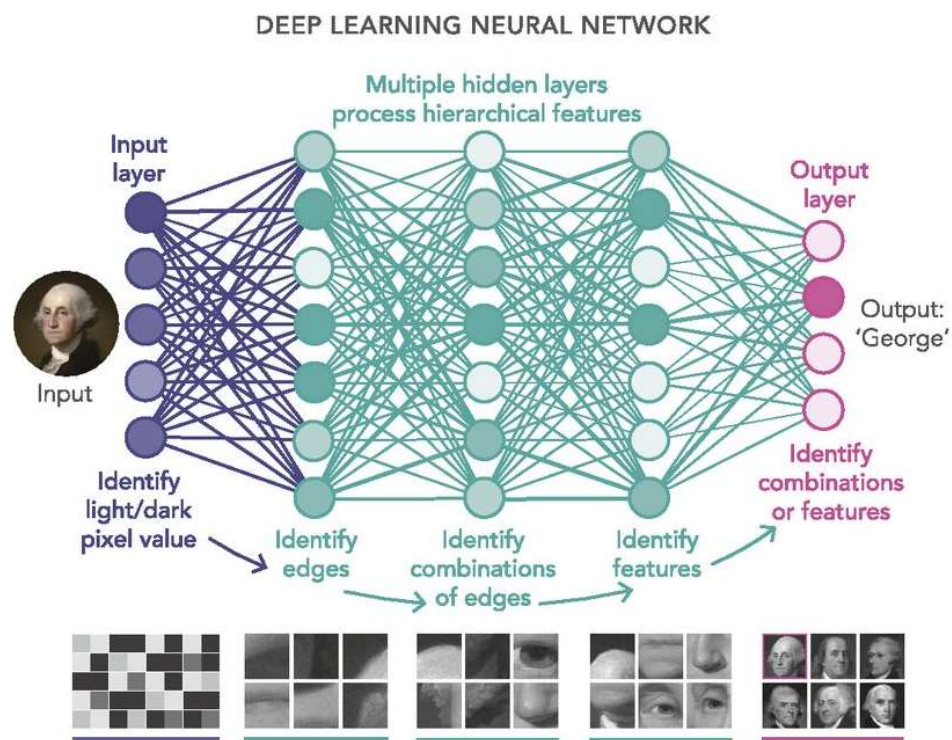 DEEP LEARNING NEURAL NETWORK
Multiple hidden layers
process hierarchical features
Input
layer
Output
layer
Input
Output:
'George'
Identify
light/dark
pixel value
Identify
edges
Identify
combinations
of edges
Identify
features
Identify
combinations
or features